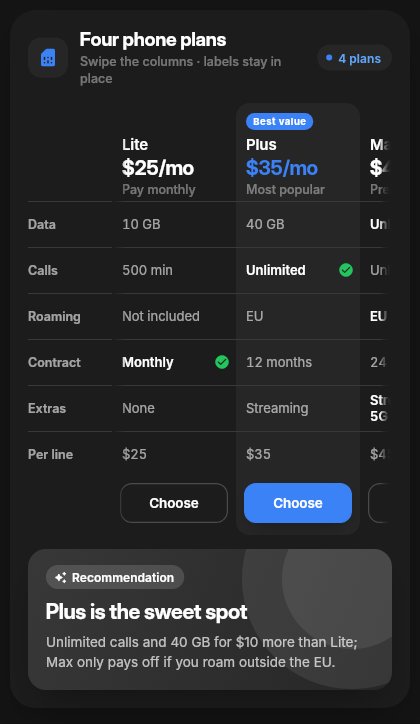 Four phone plans
Swipe the columns · labels stay in
place
4 plans
Best value
Lite Plus
$25/mo $35/mo
Pay monthly Most popular
Data 10 GB 40 GB
Calls 500 min Unlimited
Roaming Not included EU EU
Contract Monthly 12 months 24
Extras None Streaming
Per line $25 $35
Choose Choose
Recommendation
Plus is the sweet spot
Unlimited calls and 40 GB for $10 more than Lite;
Max only pays off if you roam outside the EU.